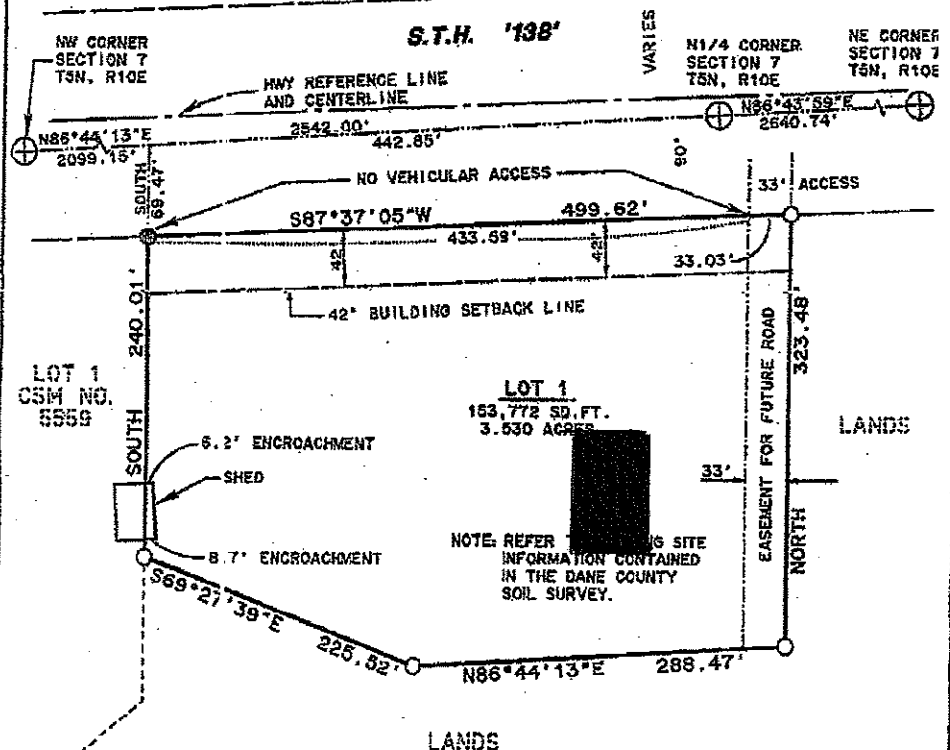 S.T.H. '138'
VARIES
NW CORNER
SECTION 7
T5N, R10E
N1/4 CORNER
SECTION 7
T5N, R10E
NE CORNER
SECTION 7
T5N, R10E
HWY REFERENCE LINE
AND CENTERLINE
N86°44'13"E
2099.15'
2542.00'
442.85'
N86°43'59"E
2640.74'
SOUTH
69.47'
90'
NO VEHICULAR ACCESS
33' ACCESS
S87°37'05"W 499.62'
433.59'
42'
42'
33.03'
42' BUILDING SETBACK LINE
SOUTH 240.01'
LOT 1
CSM NO.
5559
LOT 1
153,772 SQ.FT.
3.530 ACRES
EASEMENT FOR FUTURE ROAD
NORTH 323.48'
LANDS
33'
6.2' ENCROACHMENT
SHED
8.7' ENCROACHMENT
NOTE: REFER SITE
INFORMATION CONTAINED
IN THE DANE COUNTY
SOIL SURVEY.
S69°27'39"E 225.52'
N86°44'13"E 288.47'
LANDS